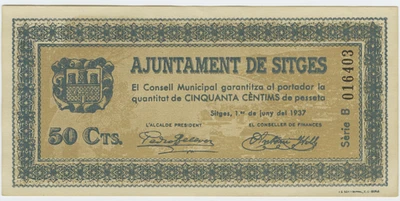 AJUNTAMENT DE SITGES
El Consell Municipal garantitza al portador la
quantitat de CINQUANTA CÈNTIMS de pesseta
Sitges, 1er de juny del 1937
L'ALCALDE PRESIDENT
EL CONSELLER DE FINANCES
50 CTS.
Sèrie B 016403